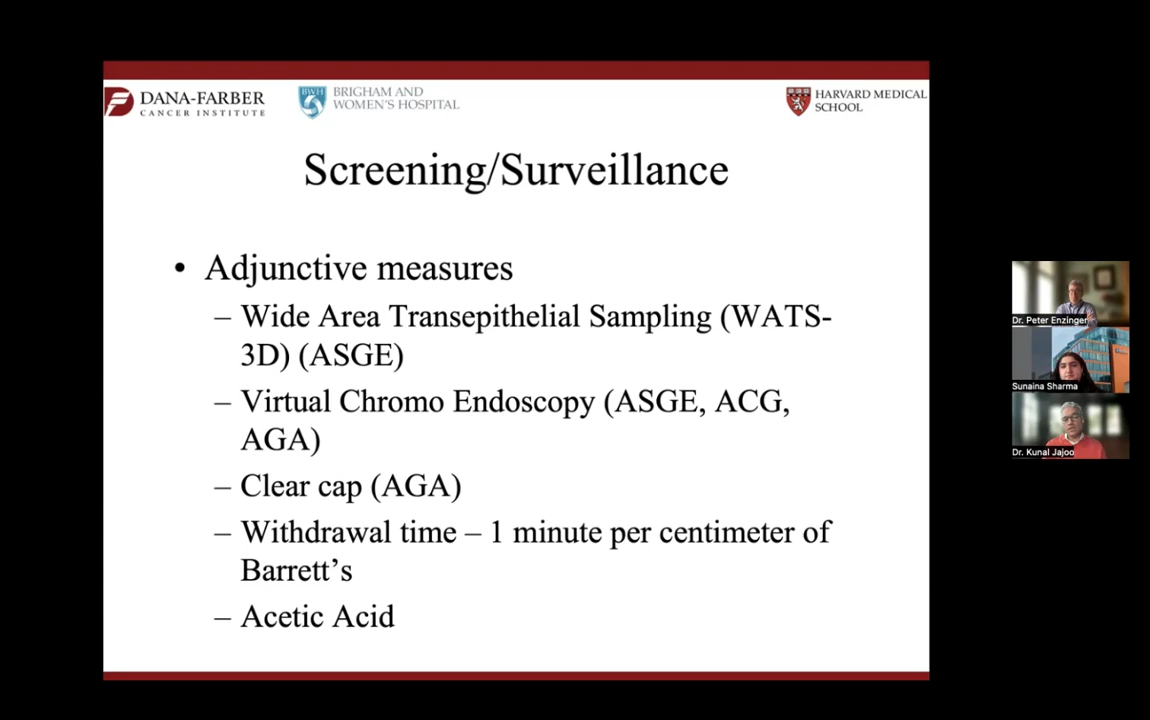 DANA-FARBER
CANCER INSTITUTE
BWH
BRIGHAM AND
WOMEN'S HOSPITAL
HARVARD MEDICAL
SCHOOL
Screening/Surveillance
• Adjunctive measures
– Wide Area Transepithelial Sampling (WATS-
3D) (ASGE)
– Virtual Chromo Endoscopy (ASGE, ACG,
AGA)
– Clear cap (AGA)
– Withdrawal time – 1 minute per centimeter of
Barrett's
– Acetic Acid
Dr. Peter Enzinger
Sunaina Sharma
Dr. Kunal Jajoo